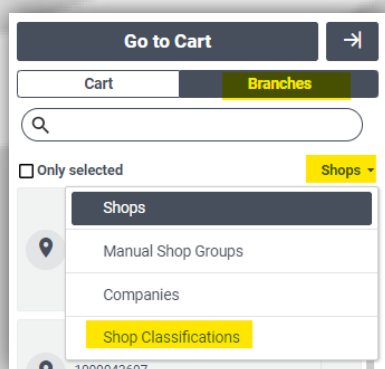 Go to Cart
Cart Branches
Only selected Shops
Shops
Manual Shop Groups
Companies
Shop Classifications